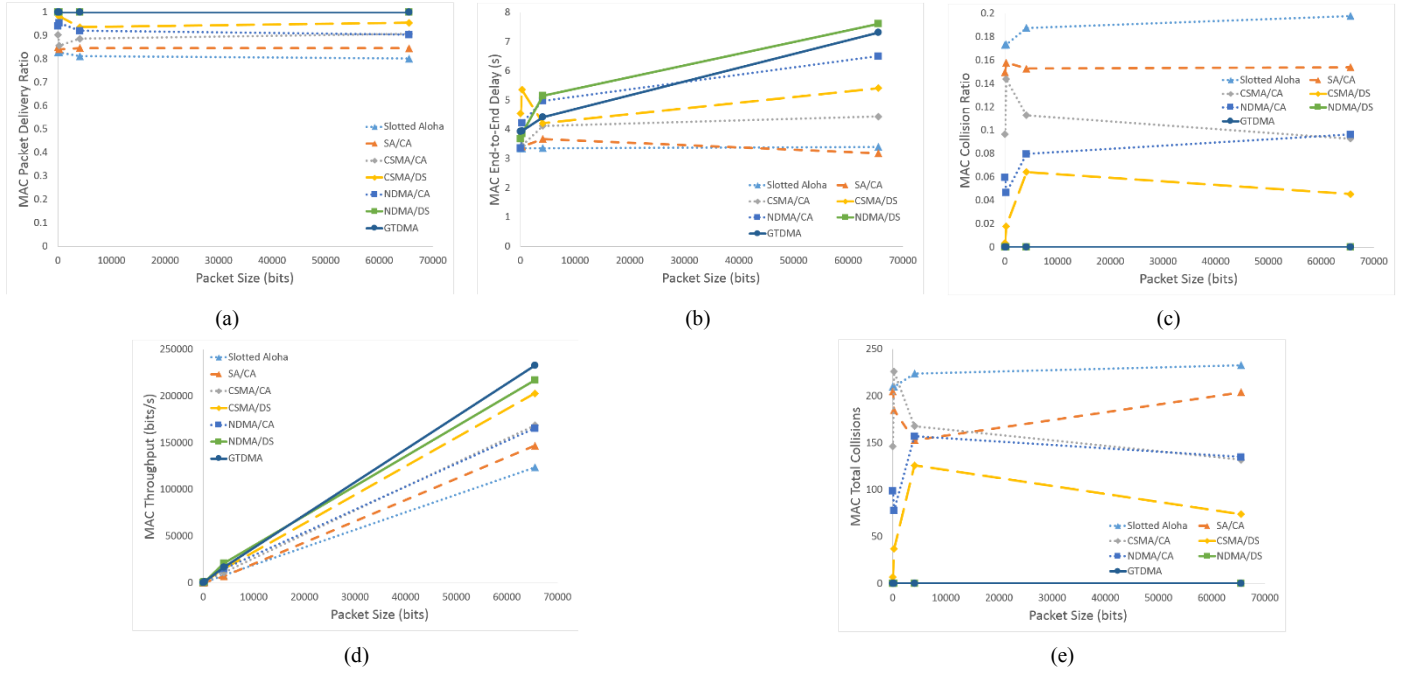 MAC Packet Delivery Ratio
1
0.9
0.8
0.7
0.6
0.5
0.4
0.3
0.2
0.1
0
Slotted Aloha
SA/CA
CSMA/CA
CSMA/DS
NDMA/CA
NDMA/DS
GTDMA
0 10000 20000 30000 40000 50000 60000 70000
Packet Size (bits)
(a)
MAC End-to-End Delay (s)
8
7
6
5
4
3
2
1
0
Slotted Aloha SA/CA
CSMA/CA CSMA/DS
NDMA/CA NDMA/DS
GTDMA
0 10000 20000 30000 40000 50000 60000 70000
Packet Size (bits)
(b)
MAC Collision Ratio
0.2
0.18
0.16
0.14
0.12
0.1
0.08
0.06
0.04
0.02
0
Slotted Aloha SA/CA
CSMA/CA CSMA/DS
NDMA/CA NDMA/DS
GTDMA
0 10000 20000 30000 40000 50000 60000 70000
Packet Size (bits)
(c)
MAC Throughput (bits/s)
250000
200000
150000
100000
50000
0
Slotted Aloha
SA/CA
CSMA/CA
CSMA/DS
NDMA/CA
NDMA/DS
GTDMA
0 10000 20000 30000 40000 50000 60000 70000
Packet Size (bits)
(d)
MAC Total Collisions
250
200
150
100
50
0
Slotted Aloha SA/CA
CSMA/CA CSMA/DS
NDMA/CA NDMA/DS
GTDMA
0 10000 20000 30000 40000 50000 60000 70000
Packet Size (bits)
(e)